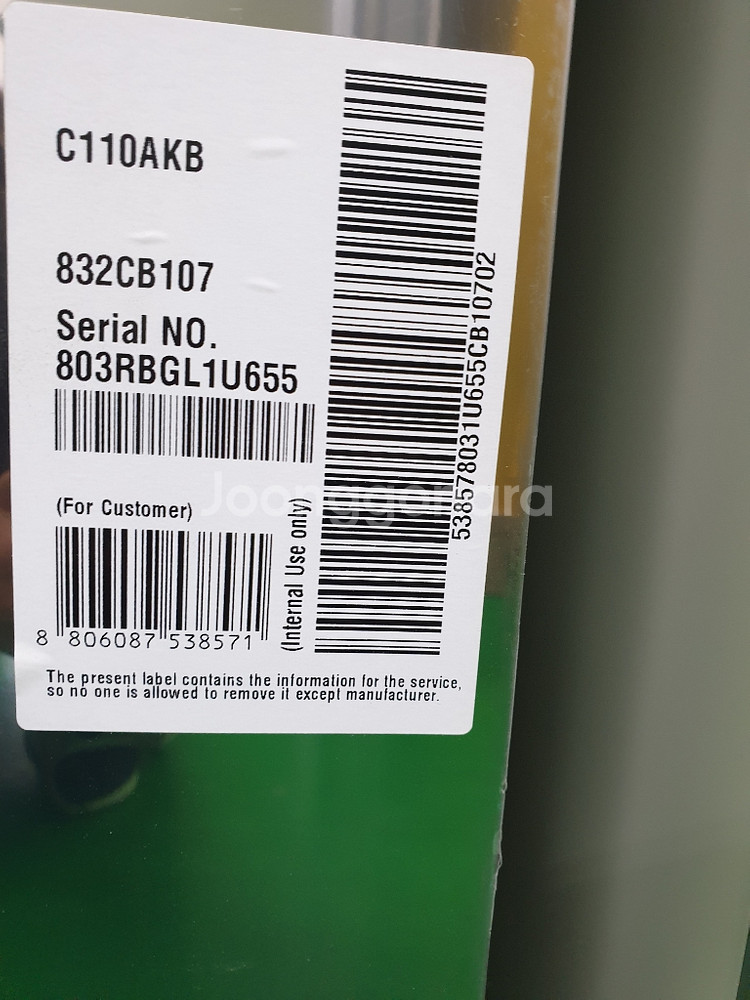 C110AKB
832CB107
Serial NO.
803RBGL1U655
(For Customer)
8 806087 538571
(Internal Use only)
538578031U655CB10702
The present label contains the information for the service,
so no one is allowed to remove it except manufacturer.
Joonggonara